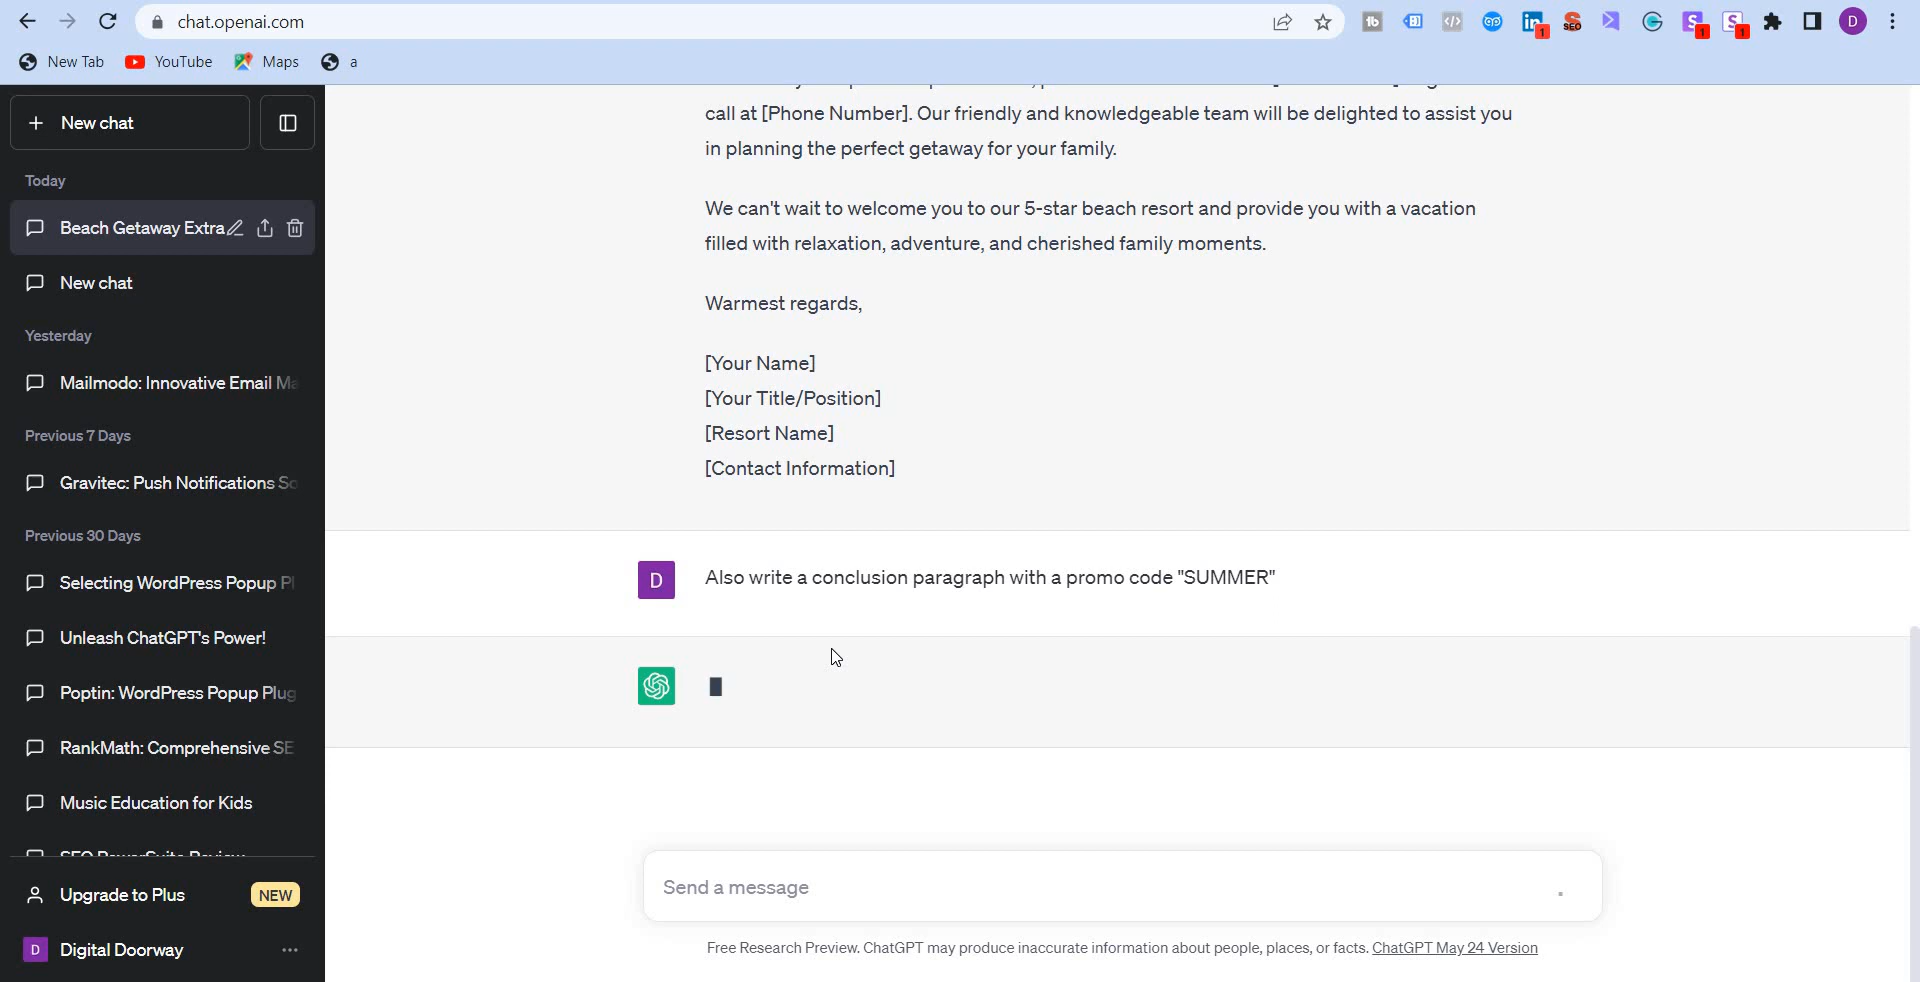 chat.openai.com
New Tab
YouTube
Maps
a
New chat
Today
Beach Getaway Extra
New chat
Yesterday
Mailmodo: Innovative Email Ma
Previous 7 Days
Gravitec: Push Notifications So
Previous 30 Days
Selecting WordPress Popup Pl
Unleash ChatGPT's Power!
Poptin: WordPress Popup Plug
RankMath: Comprehensive SE
Music Education for Kids
Upgrade to Plus NEW
D Digital Doorway
call at [Phone Number]. Our friendly and knowledgeable team will be delighted to assist you
in planning the perfect getaway for your family.
We can't wait to welcome you to our 5-star beach resort and provide you with a vacation
filled with relaxation, adventure, and cherished family moments.
Warmest regards,
[Your Name]
[Your Title/Position]
[Resort Name]
[Contact Information]
D Also write a conclusion paragraph with a promo code "SUMMER"
Send a message
Free Research Preview. ChatGPT may produce inaccurate information about people, places, or facts. ChatGPT May 24 Version